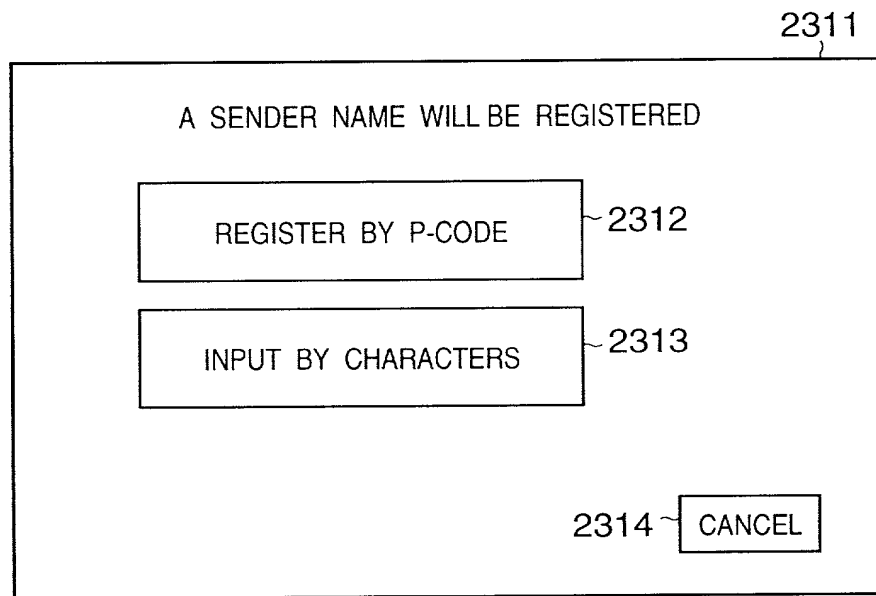 2311
A SENDER NAME WILL BE REGISTERED
REGISTER BY P-CODE
2312
INPUT BY CHARACTERS
2313
2314
CANCEL